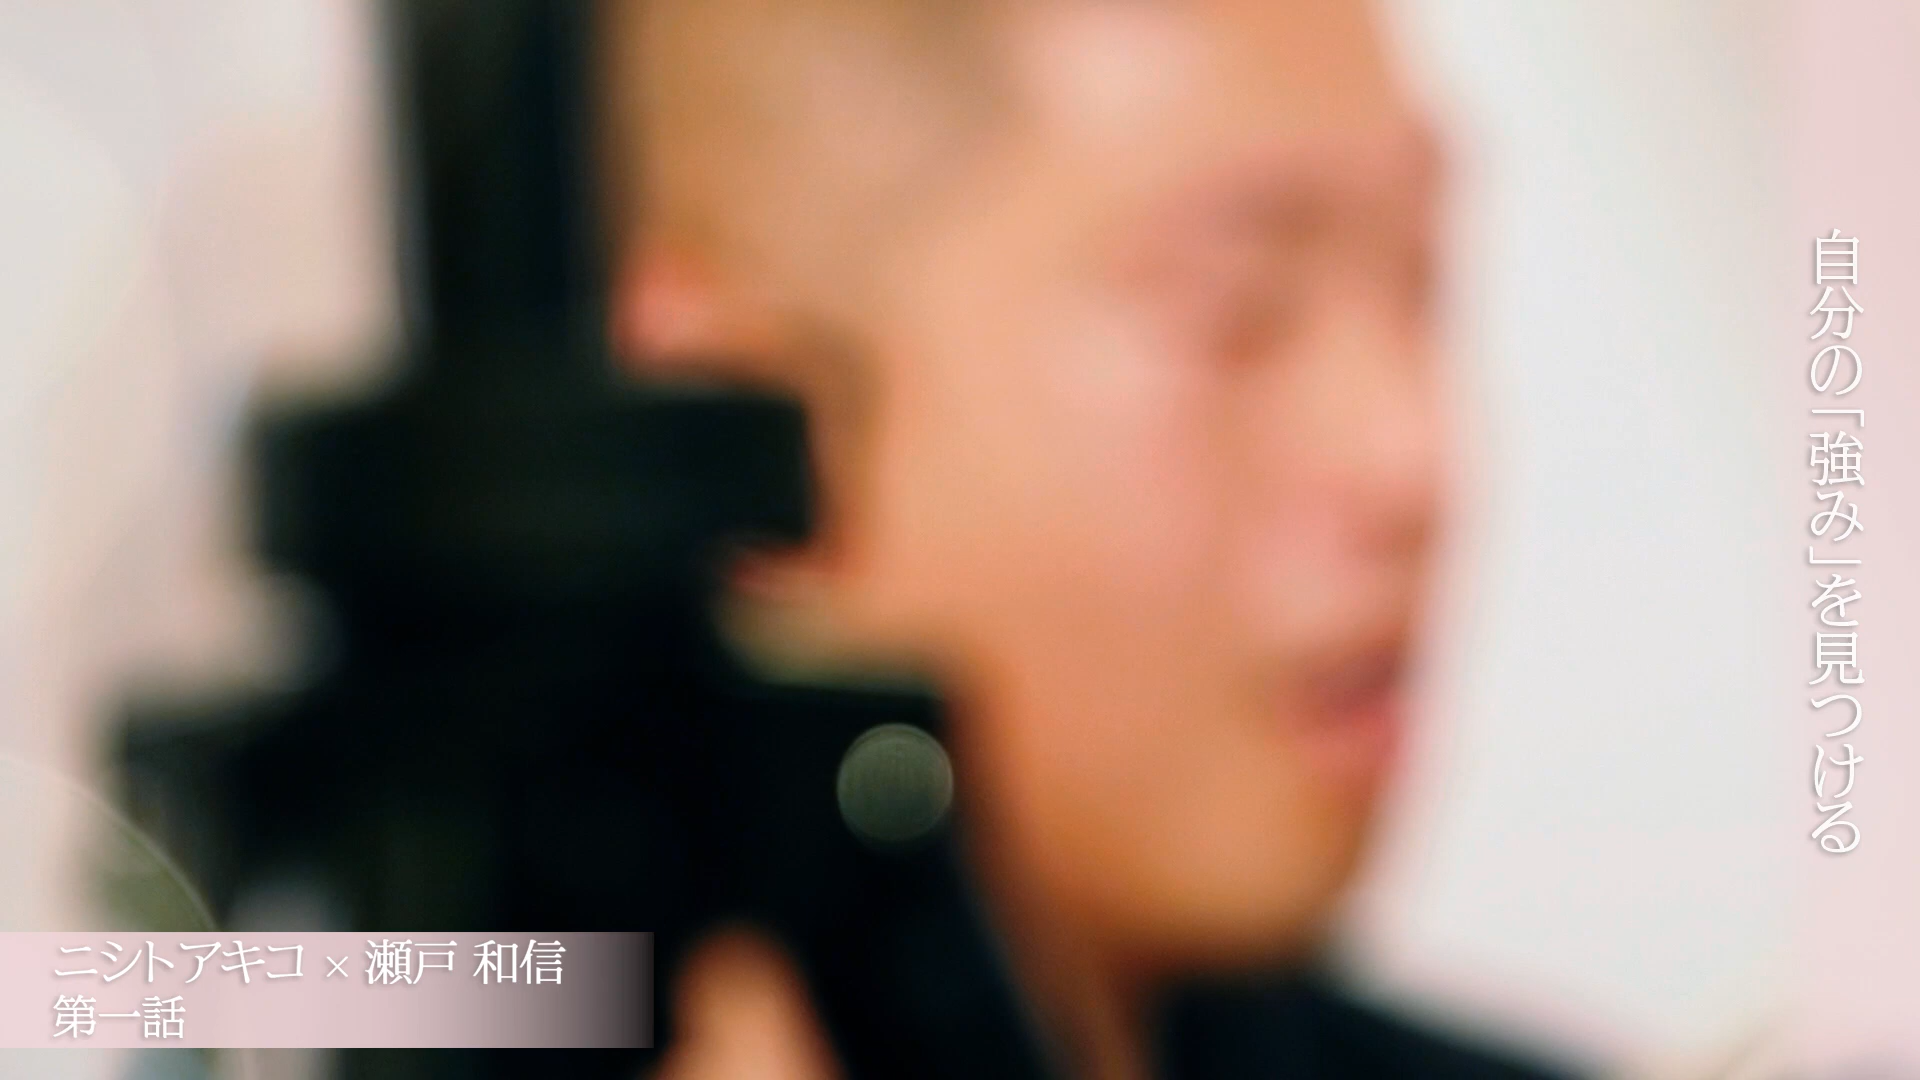 自分の「強み」を見つける
ニシトアキコ × 瀬戸 和信
第一話